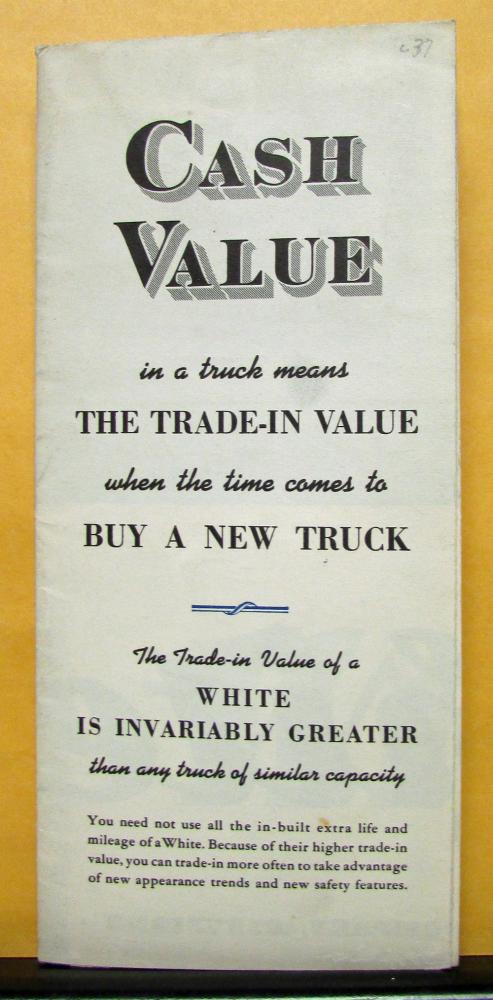 c37
CASH
VALUE
in a truck means
THE TRADE-IN VALUE
when the time comes to
BUY A NEW TRUCK
The Trade-in Value of a
WHITE
IS INVARIABLY GREATER
than any truck of similar capacity
You need not use all the in-built extra life and
mileage of a White. Because of their higher trade-in
value, you can trade-in more often to take advantage
of new appearance trends and new safety features.